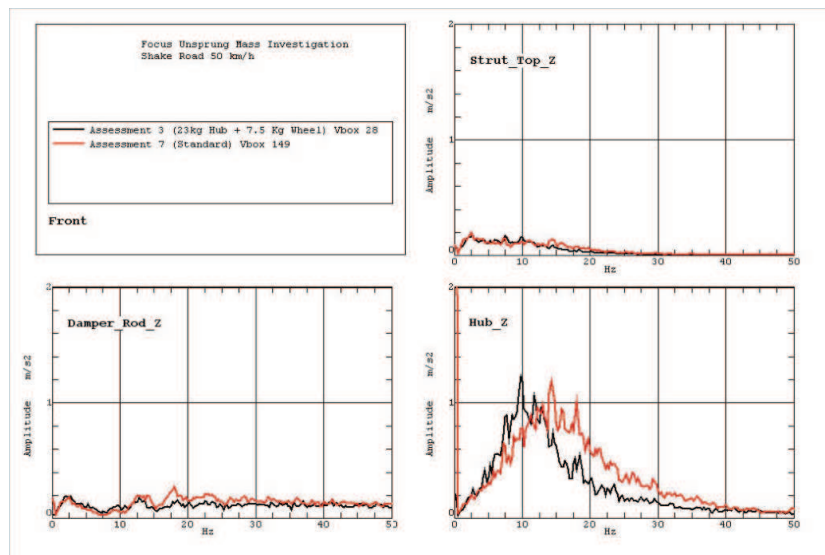 Focus Unsprung Mass Investigation
Shake Road 50 km/h
Assessment 3 (23kg Hub + 7.5 Kg Wheel) Vbox 28
Assessment 7 (Standard) Vbox 149
Front
Strut_Top_Z
Amplitude m/s2
2
1
0
0 10 20 30 40 50
Hz
Damper_Rod_Z
Amplitude m/s2
2
1
0
0 10 20 30 40 50
Hz
Hub_Z
Amplitude m/s2
2
1
0
0 10 20 30 40 50
Hz